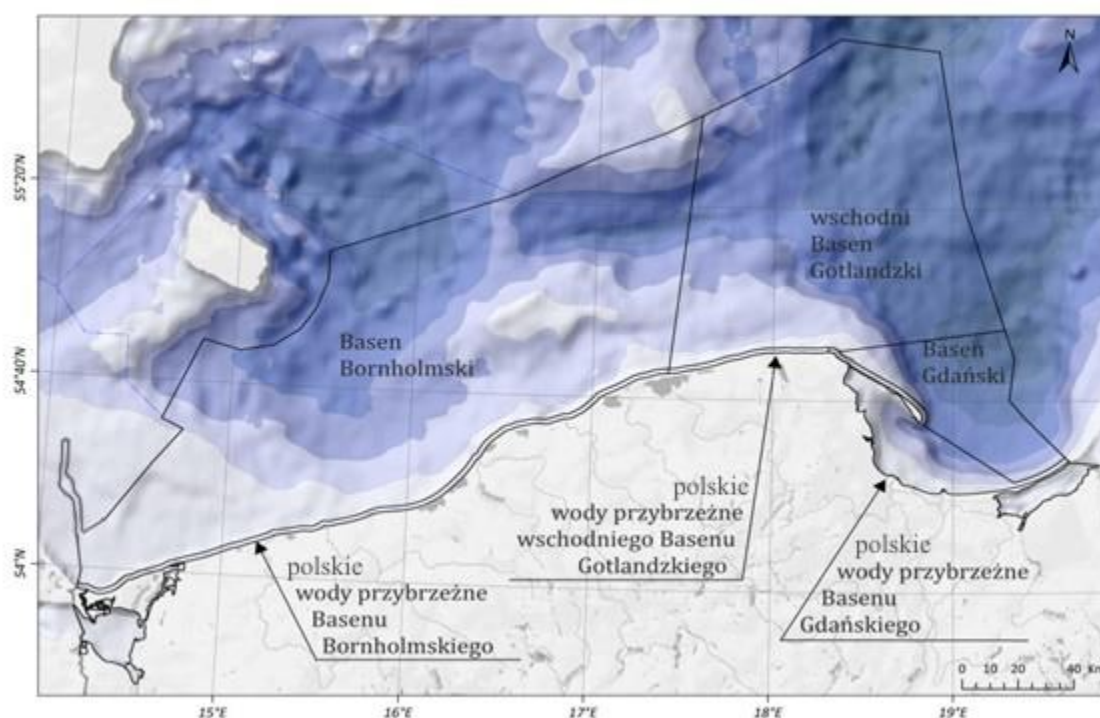 N
55°20'N
wschodni
Basen
Gotlandzki
Basen
Bornholmski
Basen
Gdański
54°40'N
polskie
wody przybrzeżne
wschodniego Basenu
Gotlandzkiego
polskie
wody przybrzeżne
Basenu
Gdańskiego
54°N
polskie
wody przybrzeżne
Basenu
Bornholmskiego
0 10 20 40 Km
15°E
16°E
17°E
18°E
19°E